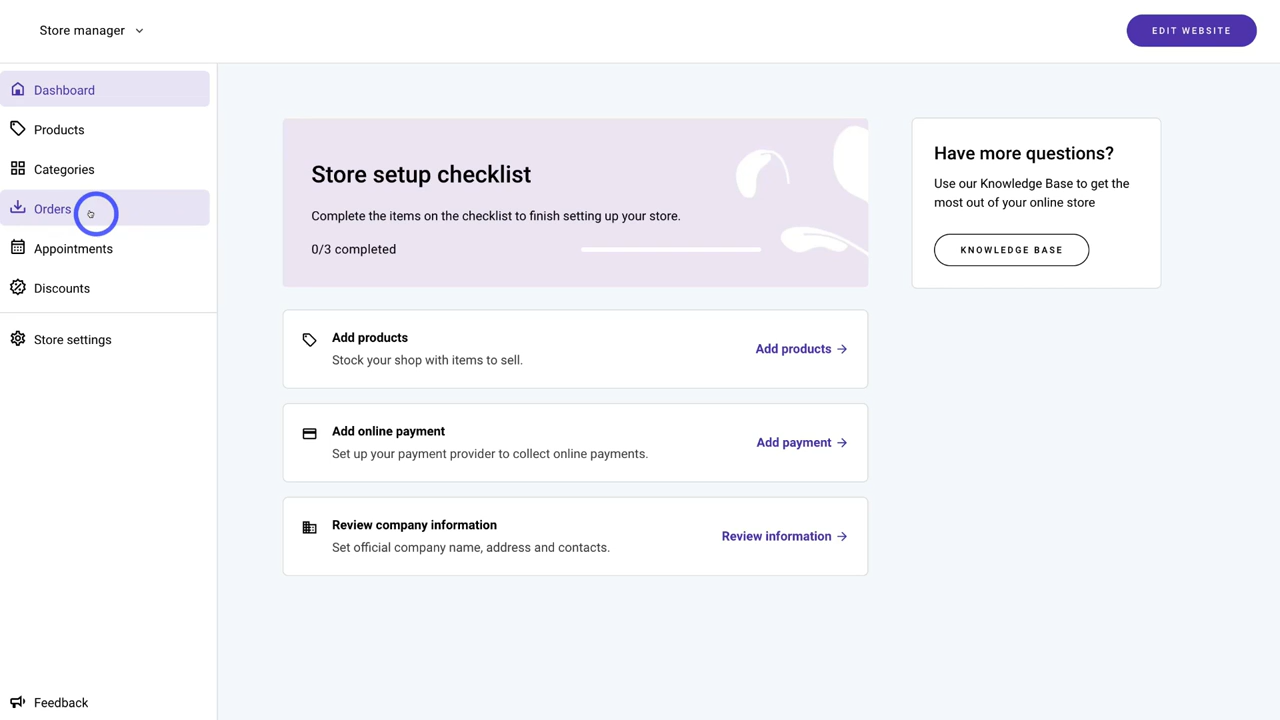 Store manager
EDIT WEBSITE
Dashboard
Products
Categories
Orders
Appointments
Discounts
Store settings
Feedback
Store setup checklist
Complete the items on the checklist to finish setting up your store.
0/3 completed
Add products
Stock your shop with items to sell.
Add products →
Add online payment
Set up your payment provider to collect online payments.
Add payment →
Review company information
Set official company name, address and contacts.
Review information →
Have more questions?
Use our Knowledge Base to get the
most out of your online store
KNOWLEDGE BASE